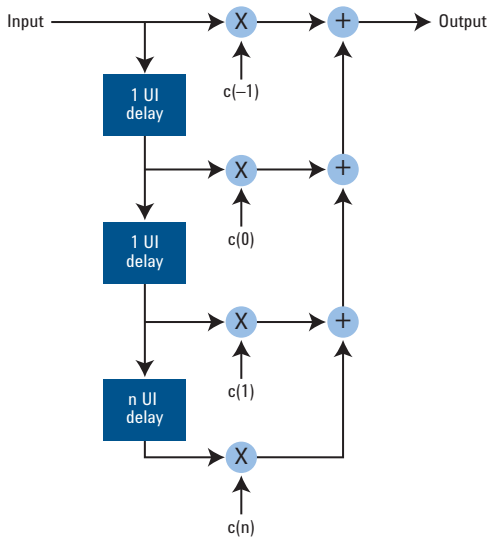 Input
X
+
Output
c(–1)
1 UI
delay
X
+
c(0)
1 UI
delay
X
+
c(1)
n UI
delay
X
c(n)